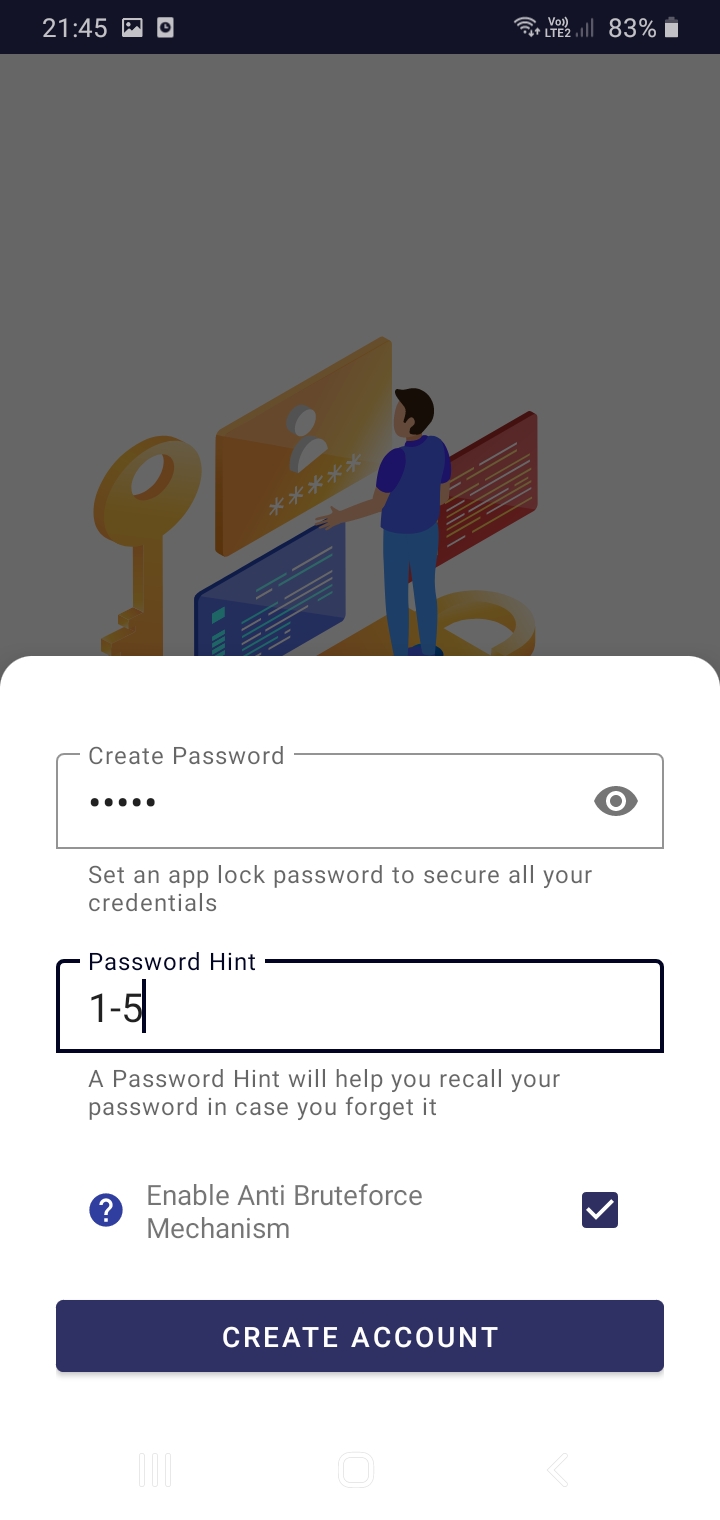 21:45 Vo)) LTE2 83%
*****
Create Password
•••••
Set an app lock password to secure all your
credentials
Password Hint
1-5
A Password Hint will help you recall your
password in case you forget it
? Enable Anti Bruteforce
Mechanism
CREATE ACCOUNT